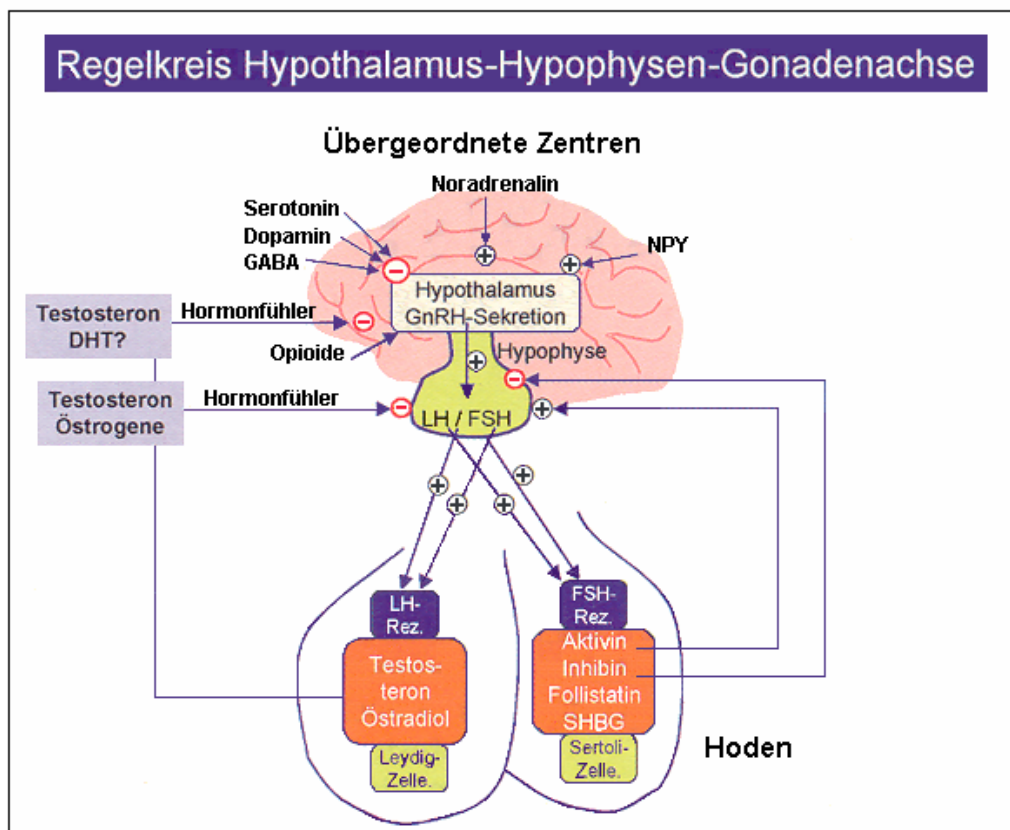 Regelkreis Hypothalamus-Hypophysen-Gonadenachse
Übergeordnete Zentren
Noradrenalin
Serotonin
Dopamin
GABA
NPY
Hypothalamus
GnRH-Sekretion
Testosteron
DHT?
Hormonfühler
Opioide
Hypophyse
Testosteron
Östrogene
Hormonfühler
LH / FSH
LH-
Rez.
Testos-
teron
Östradiol
Leydig-
Zelle.
FSH-
Rez.
Aktivin
Inhibin
Follistatin
SHBG
Sertoli-
Zelle.
Hoden